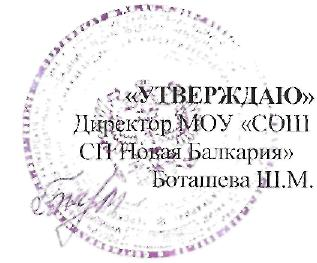 «УТВЕРЖДАЮ»
Директор МОУ «СОШ
СП Новая Балкария»
Боташева Ш.М.